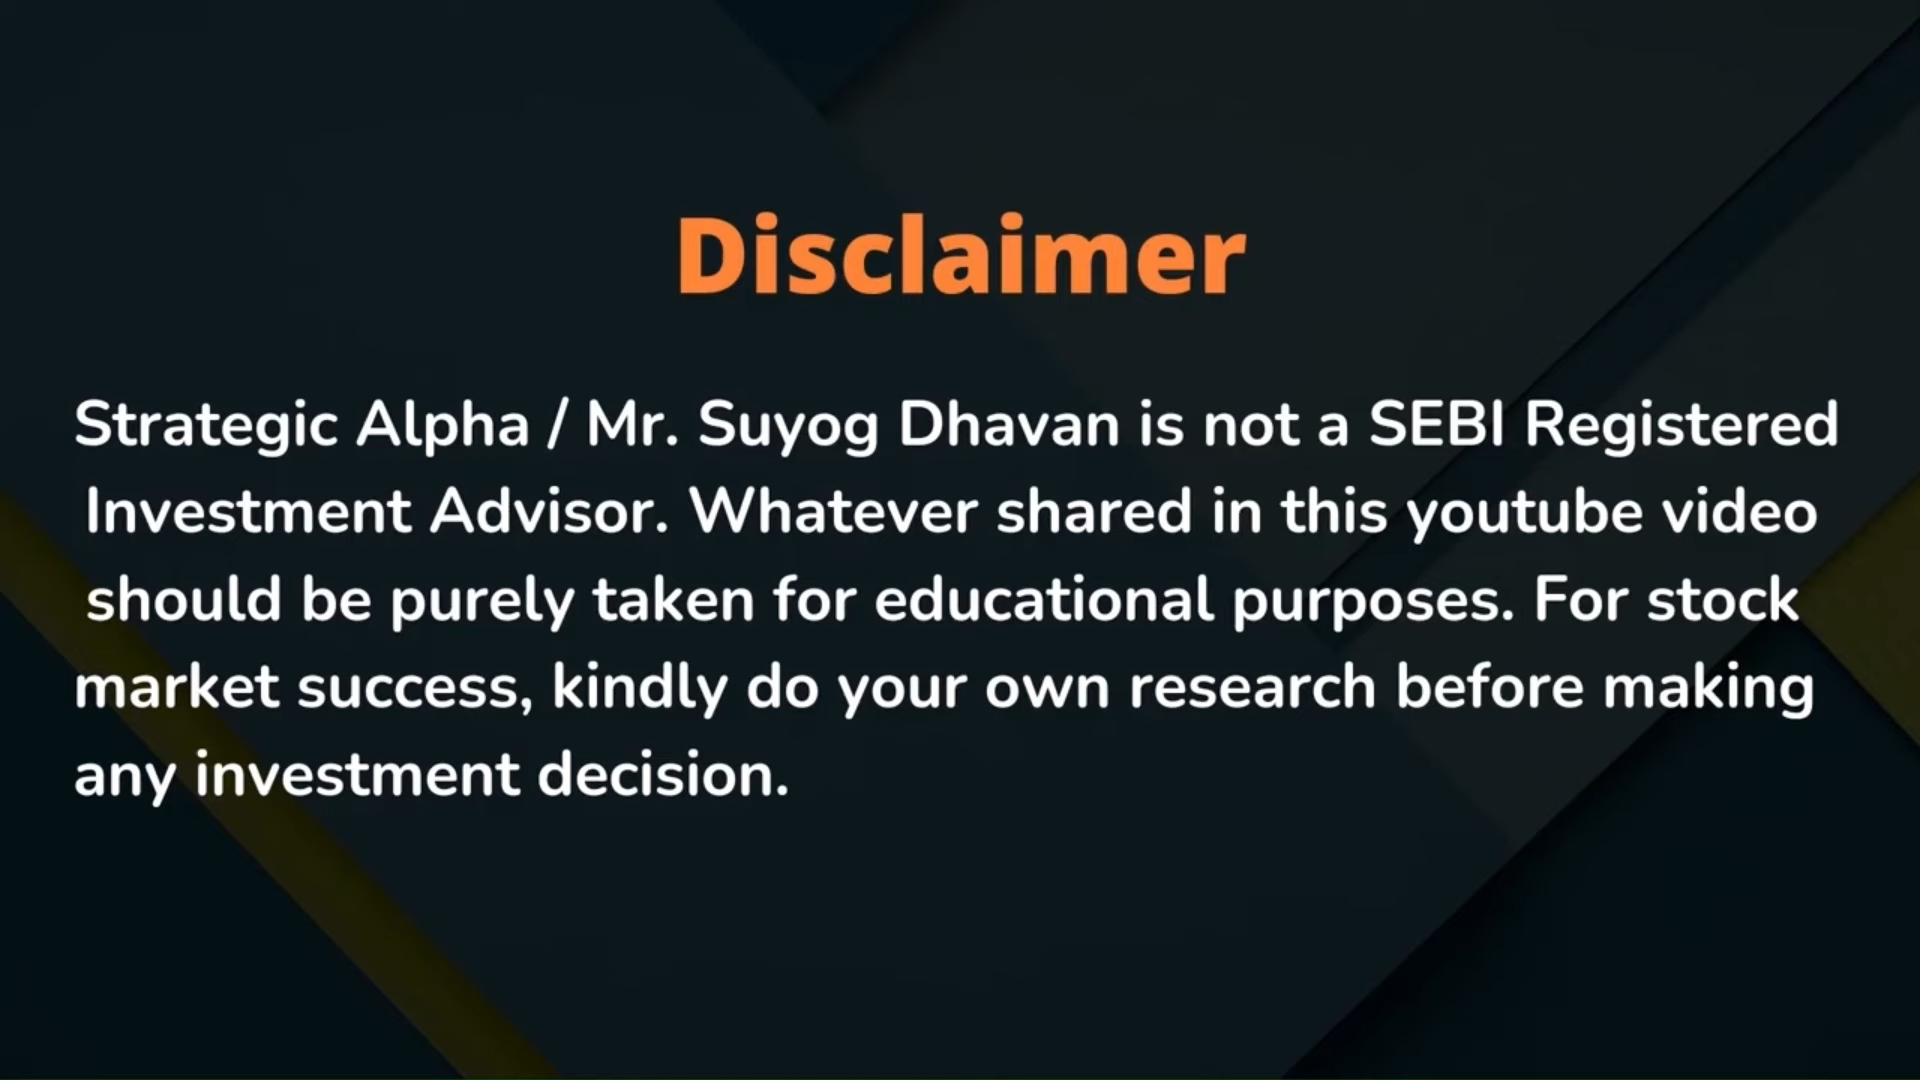 Disclaimer
Strategic Alpha / Mr. Suyog Dhavan is not a SEBI Registered
Investment Advisor. Whatever shared in this youtube video
should be purely taken for educational purposes. For stock
market success, kindly do your own research before making
any investment decision.